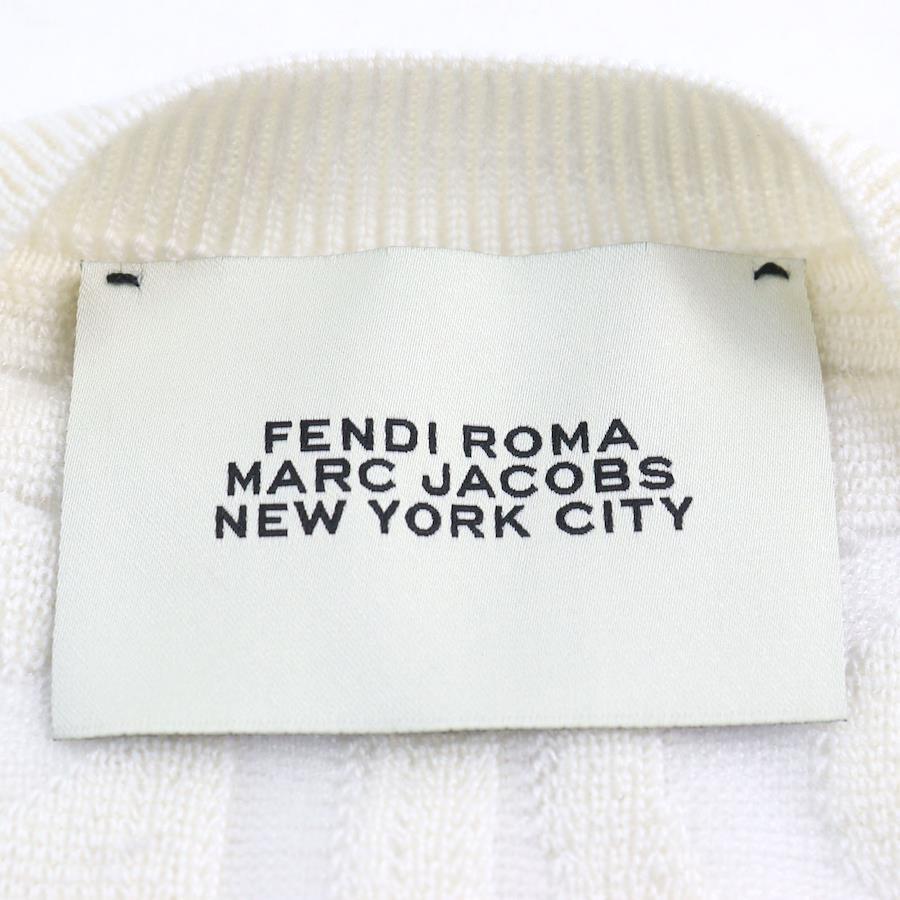 FENDI ROMA
MARC JACOBS
NEW YORK CITY